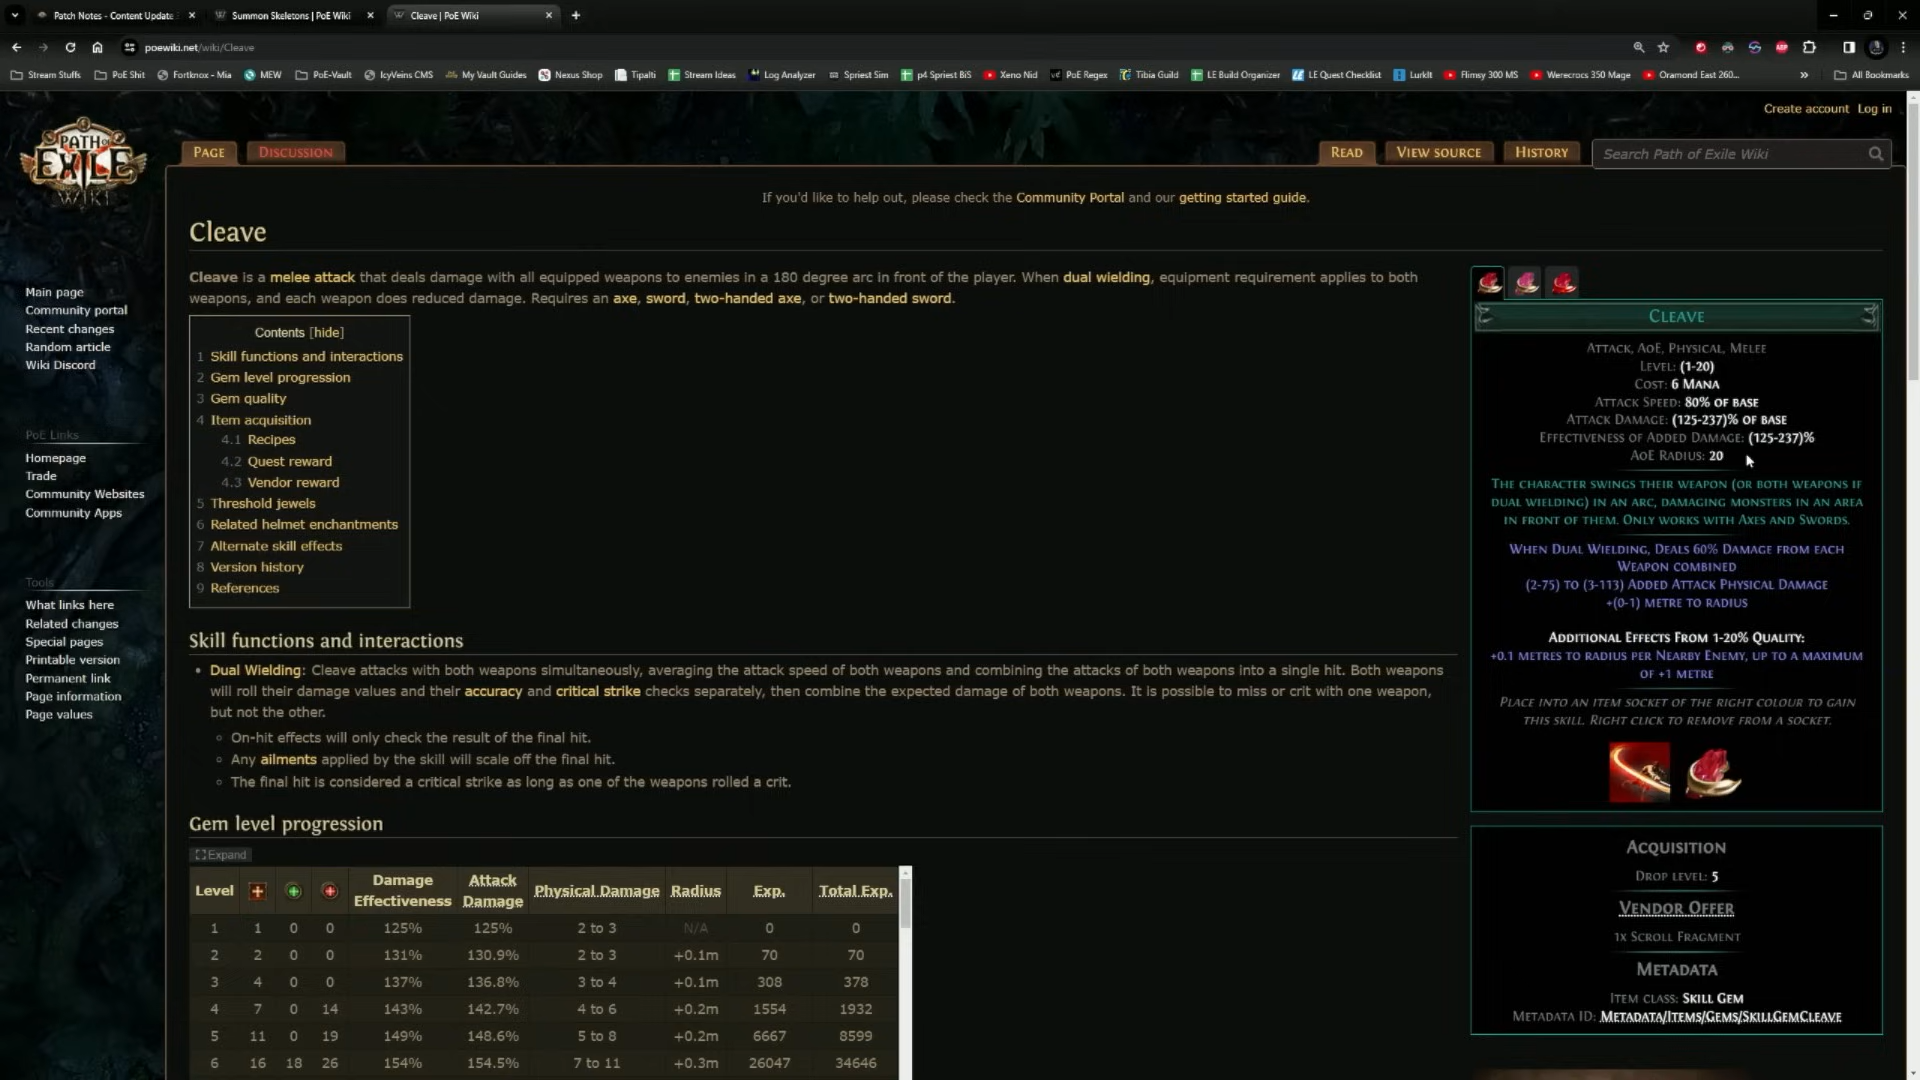 Patch Notes - Content Update
Summon Skeletons | PoE Wiki
Cleave | PoE Wiki
poewiki.net/wiki/Cleave
Stream Stuffs
PoE Shit
Fortknox - Mia
MEW
PoE-Vault
IcyVeins CMS
My Vault Guides
Nexus Shop
Tipalti
Stream Ideas
Log Analyzer
Spriest Sim
p4 Spriest BiS
Xeno Nid
PoE Regex
Tibia Guild
LE Build Organizer
LE Quest Checklist
LurkIt
Flimsy 300 MS
Werecrocs 350 Mage
Oramond East 260...
All Bookmarks
Create account Log in
PATH OF EXILE WIKI
PAGE
DISCUSSION
READ
VIEW SOURCE
HISTORY
Search Path of Exile Wiki
If you'd like to help out, please check the Community Portal and our getting started guide.
Main page
Community portal
Recent changes
Random article
Wiki Discord
PoE Links
Homepage
Trade
Community Websites
Community Apps
Tools
What links here
Related changes
Special pages
Printable version
Permanent link
Page information
Page values
Cleave
Cleave is a melee attack that deals damage with all equipped weapons to enemies in a 180 degree arc in front of the player. When dual wielding, equipment requirement applies to both
weapons, and each weapon does reduced damage. Requires an axe, sword, two-handed axe, or two-handed sword.
Contents [hide]
1 Skill functions and interactions
2 Gem level progression
3 Gem quality
4 Item acquisition
4.1 Recipes
4.2 Quest reward
4.3 Vendor reward
5 Threshold jewels
6 Related helmet enchantments
7 Alternate skill effects
8 Version history
9 References
Skill functions and interactions
• Dual Wielding: Cleave attacks with both weapons simultaneously, averaging the attack speed of both weapons and combining the attacks of both weapons into a single hit. Both weapons
will roll their damage values and their accuracy and critical strike checks separately, then combine the expected damage of both weapons. It is possible to miss or crit with one weapon,
but not the other.
◦ On-hit effects will only check the result of the final hit.
◦ Any ailments applied by the skill will scale off the final hit.
◦ The final hit is considered a critical strike as long as one of the weapons rolled a crit.
Gem level progression
Expand
Level Damage Effectiveness Attack Damage Physical Damage Radius Exp. Total Exp.
1 1 0 0 125% 125% 2 to 3 N/A 0 0
2 2 0 0 131% 130.9% 2 to 3 +0.1m 70 70
3 4 0 0 137% 136.8% 3 to 4 +0.1m 308 378
4 7 0 14 143% 142.7% 4 to 6 +0.2m 1554 1932
5 11 0 19 149% 148.6% 5 to 8 +0.2m 6667 8599
6 16 18 26 154% 154.5% 7 to 11 +0.3m 26047 34646
CLEAVE
ATTACK, AOE, PHYSICAL, MELEE
LEVEL: (1-20)
COST: 6 MANA
ATTACK SPEED: 80% OF BASE
ATTACK DAMAGE: (125-237)% OF BASE
EFFECTIVENESS OF ADDED DAMAGE: (125-237)%
AOE RADIUS: 20
THE CHARACTER SWINGS THEIR WEAPON (OR BOTH WEAPONS IF
DUAL WIELDING) IN AN ARC, DAMAGING MONSTERS IN AN AREA
IN FRONT OF THEM. ONLY WORKS WITH AXES AND SWORDS.
WHEN DUAL WIELDING, DEALS 60% DAMAGE FROM EACH
WEAPON COMBINED
(2-75) TO (3-113) ADDED ATTACK PHYSICAL DAMAGE
+(0-1) METRE TO RADIUS
ADDITIONAL EFFECTS FROM 1-20% QUALITY:
+0.1 METRES TO RADIUS PER NEARBY ENEMY, UP TO A MAXIMUM
OF +1 METRE
PLACE INTO AN ITEM SOCKET OF THE RIGHT COLOUR TO GAIN
THIS SKILL. RIGHT CLICK TO REMOVE FROM A SOCKET.
ACQUISITION
DROP LEVEL: 5
VENDOR OFFER
1X SCROLL FRAGMENT
METADATA
ITEM CLASS: SKILL GEM
METADATA ID: METADATA/ITEMS/GEMS/SKILLGEMCLEAVE